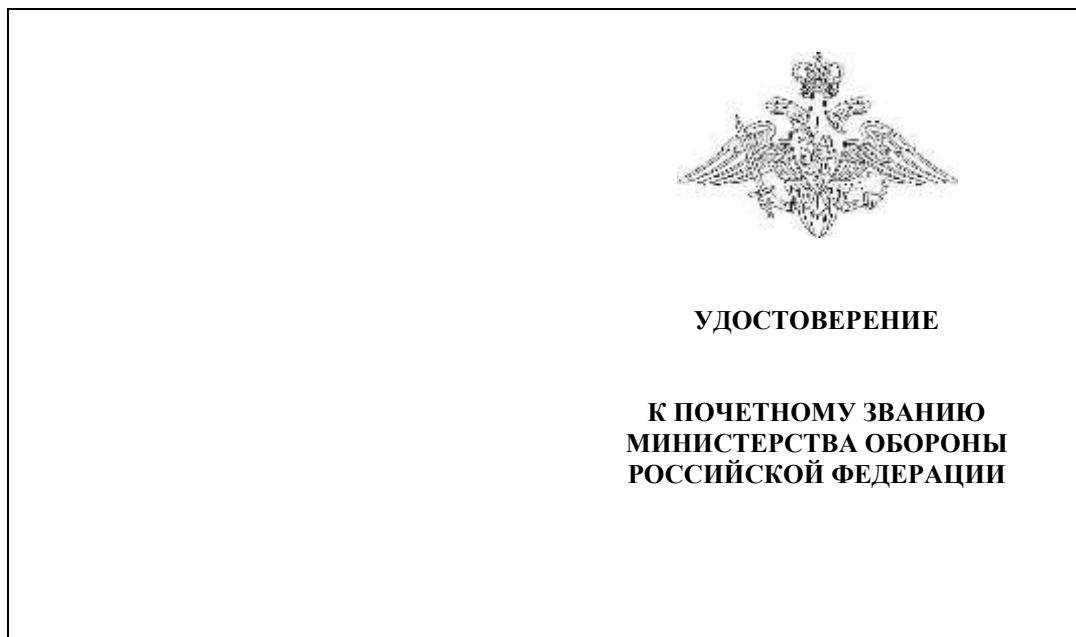 УДОСТОВЕРЕНИЕ
К ПОЧЕТНОМУ ЗВАНИЮ
МИНИСТЕРСТВА ОБОРОНЫ
РОССИЙСКОЙ ФЕДЕРАЦИИ